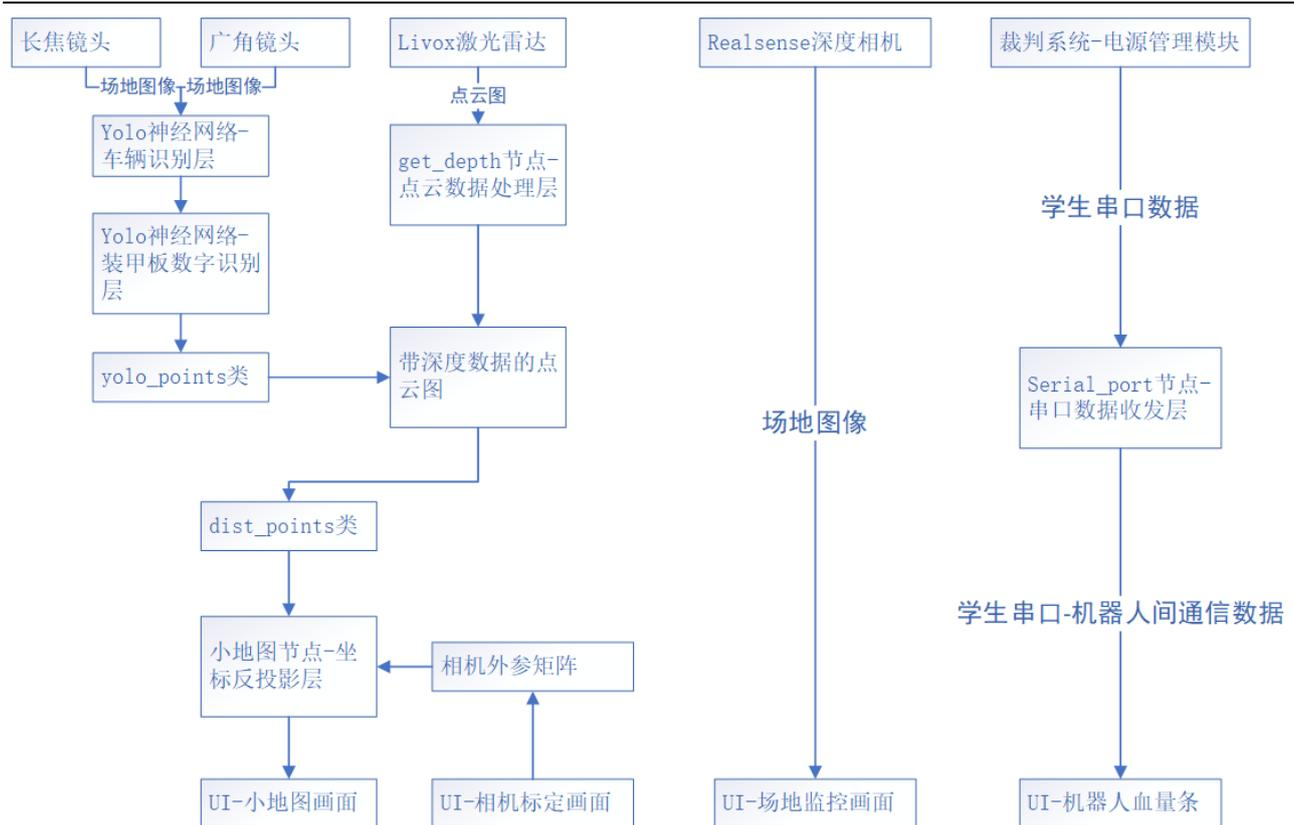 长焦镜头
广角镜头
Livox激光雷达
Realsense深度相机
裁判系统-电源管理模块
场地图像
场地图像
点云图
Yolo神经网络-
车辆识别层
get_depth节点-
点云数据处理层
学生串口数据
Yolo神经网络-
装甲板数字识别
层
yolo_points类
带深度数据的点
云图
Serial_port节点-
串口数据收发层
场地图像
dist_points类
学生串口-机器人间通信数据
小地图节点-坐
标反投影层
相机外参矩阵
UI-小地图画面
UI-相机标定画面
UI-场地监控画面
UI-机器人血量条